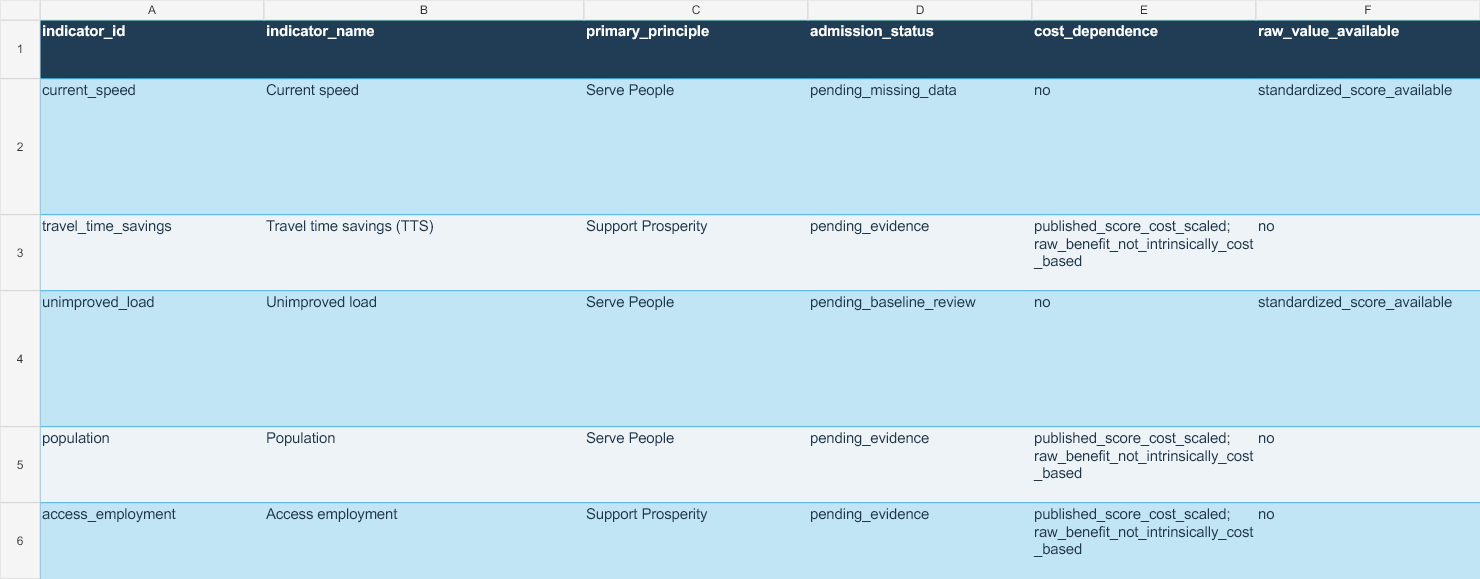 A B C D E F
1 indicator_id indicator_name primary_principle admission_status cost_dependence raw_value_available
2 current_speed Current speed Serve People pending_missing_data no standardized_score_available
3 travel_time_savings Travel time savings (TTS) Support Prosperity pending_evidence published_score_cost_scaled; no
raw_benefit_not_intrinsically_cost
_based
4 unimproved_load Unimproved load Serve People pending_baseline_review no standardized_score_available
5 population Population Serve People pending_evidence published_score_cost_scaled; no
raw_benefit_not_intrinsically_cost
_based
6 access_employment Access employment Support Prosperity pending_evidence published_score_cost_scaled; no
raw_benefit_not_intrinsically_cost
_based